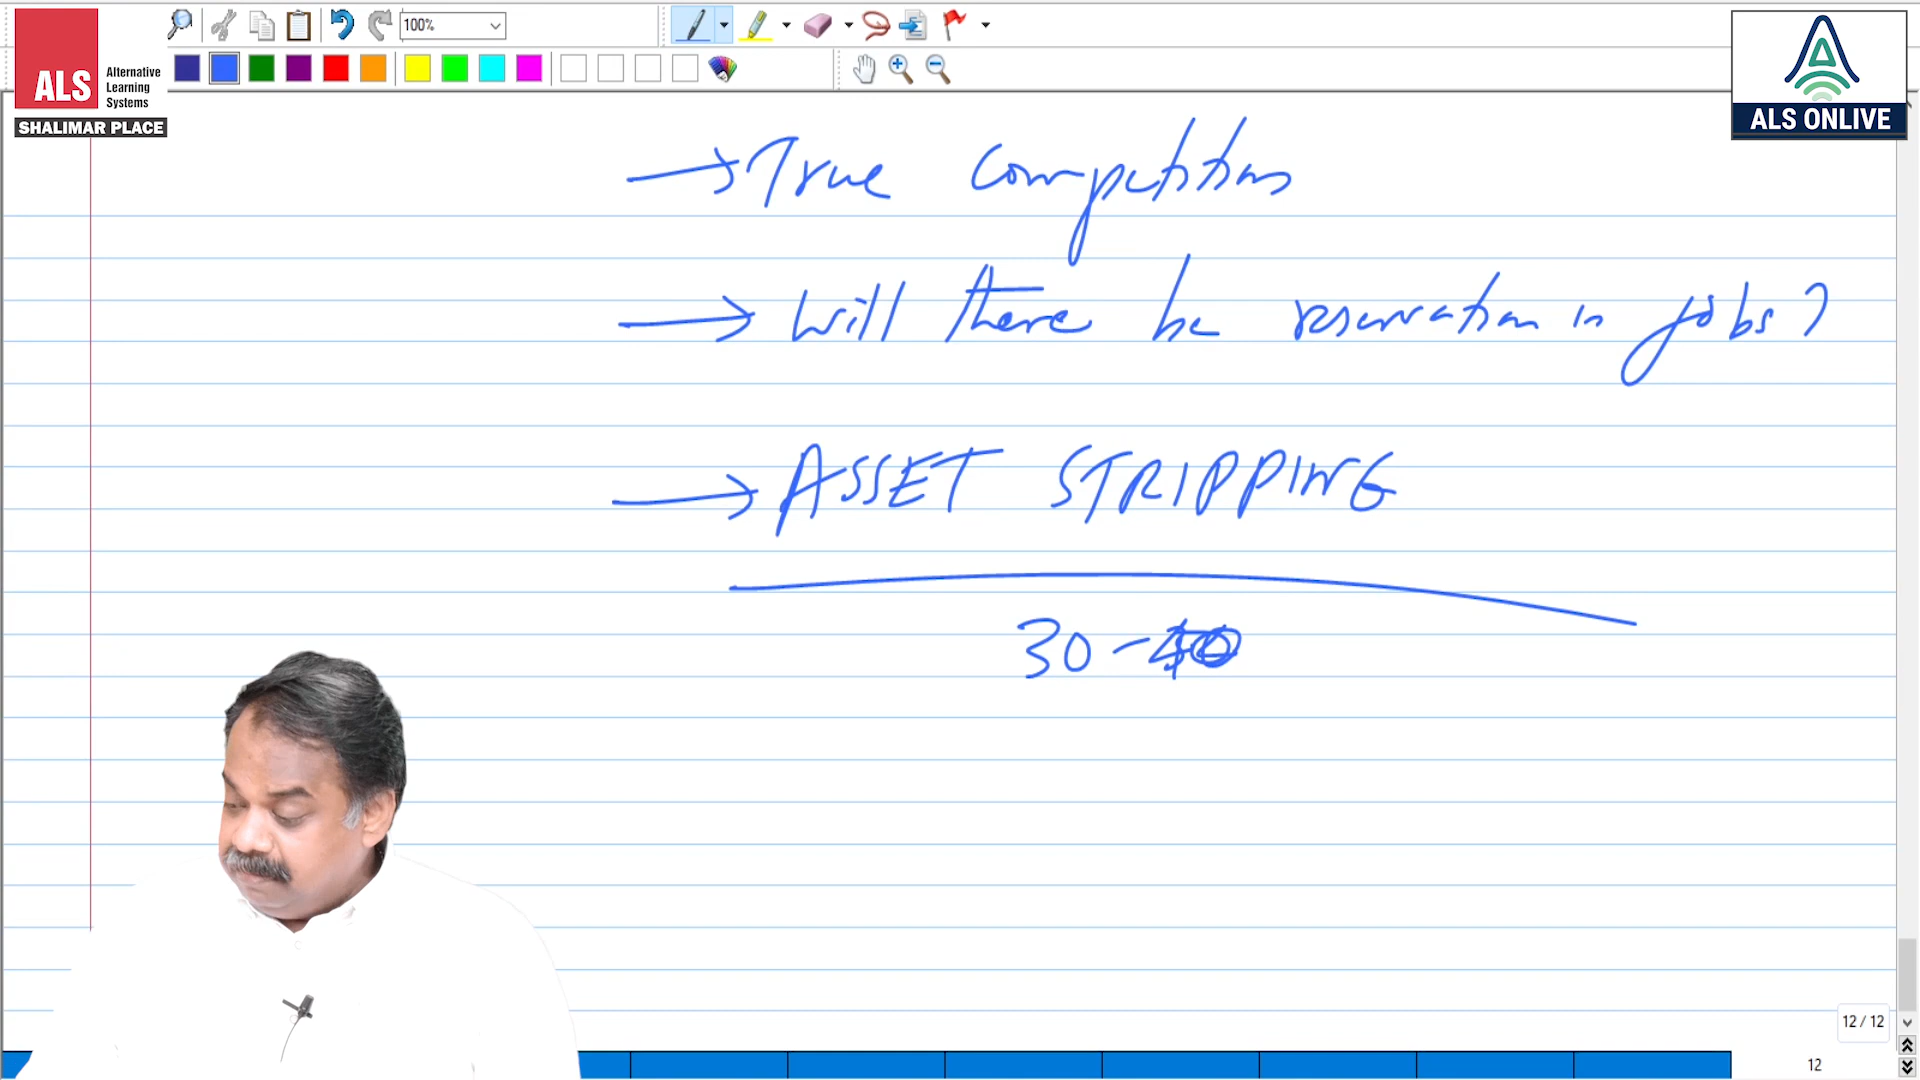 100%
ALS
Alternative
Learning
Systems
SHALIMAR PLACE
ALS ONLIVE
→ True Competition
→ Will there be reservation in jobs?
→ ASSET STRIPPING
30-40
12 / 12
12